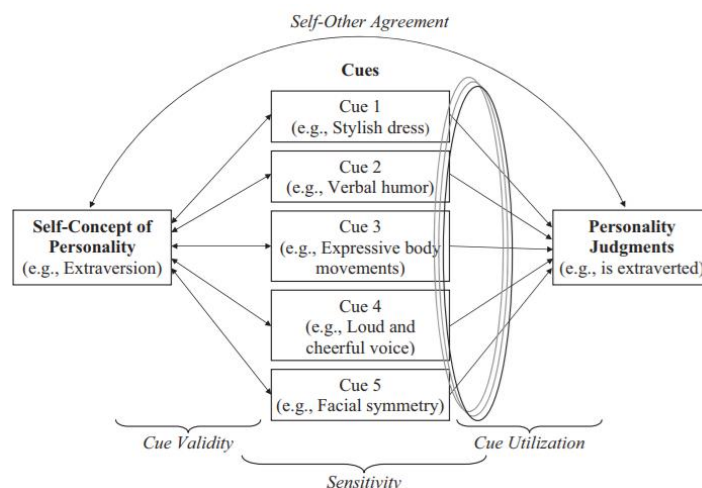 Self-Other Agreement
Cues
Cue 1
(e.g., Stylish dress)
Cue 2
(e.g., Verbal humor)
Self-Concept of
Personality
(e.g., Extraversion)
Cue 3
(e.g., Expressive body
movements)
Personality
Judgments
(e.g., is extraverted)
Cue 4
(e.g., Loud and
cheerful voice)
Cue 5
(e.g., Facial symmetry)
Cue Validity
Cue Utilization
Sensitivity